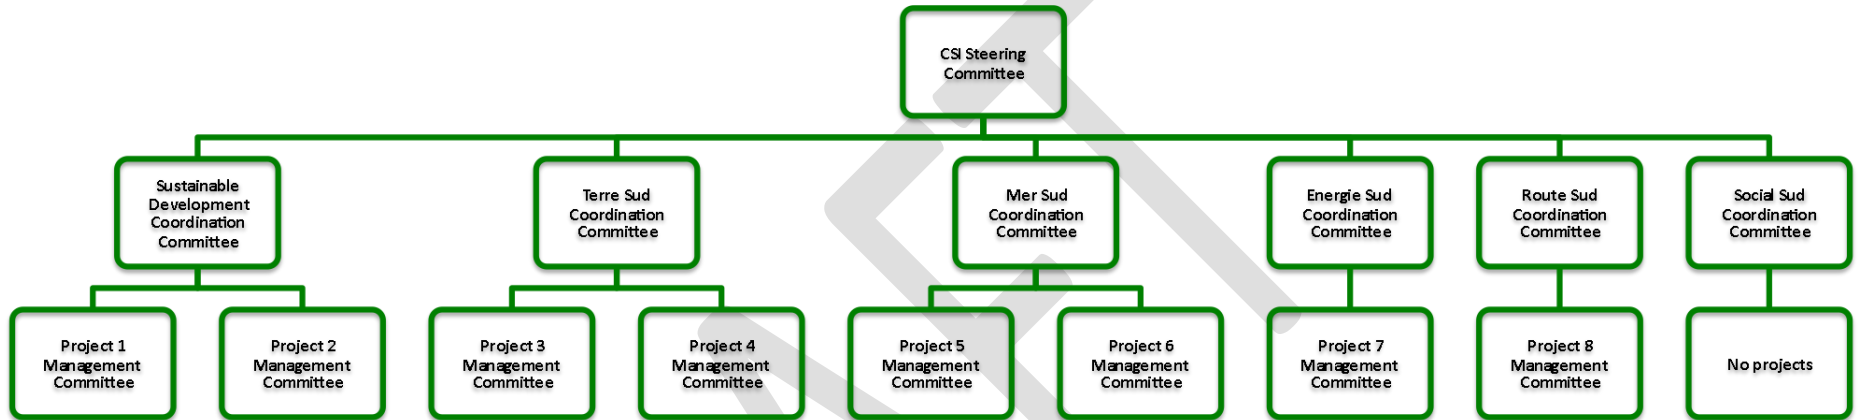 CSI Steering
Committee
Sustainable
Development
Coordination
Committee
Terre Sud
Coordination
Committee
Mer Sud
Coordination
Committee
Energie Sud
Coordination
Committee
Route Sud
Coordination
Committee
Social Sud
Coordination
Committee
Project 1
Management
Committee
Project 2
Management
Committee
Project 3
Management
Committee
Project 4
Management
Committee
Project 5
Management
Committee
Project 6
Management
Committee
Project 7
Management
Committee
Project 8
Management
Committee
No projects